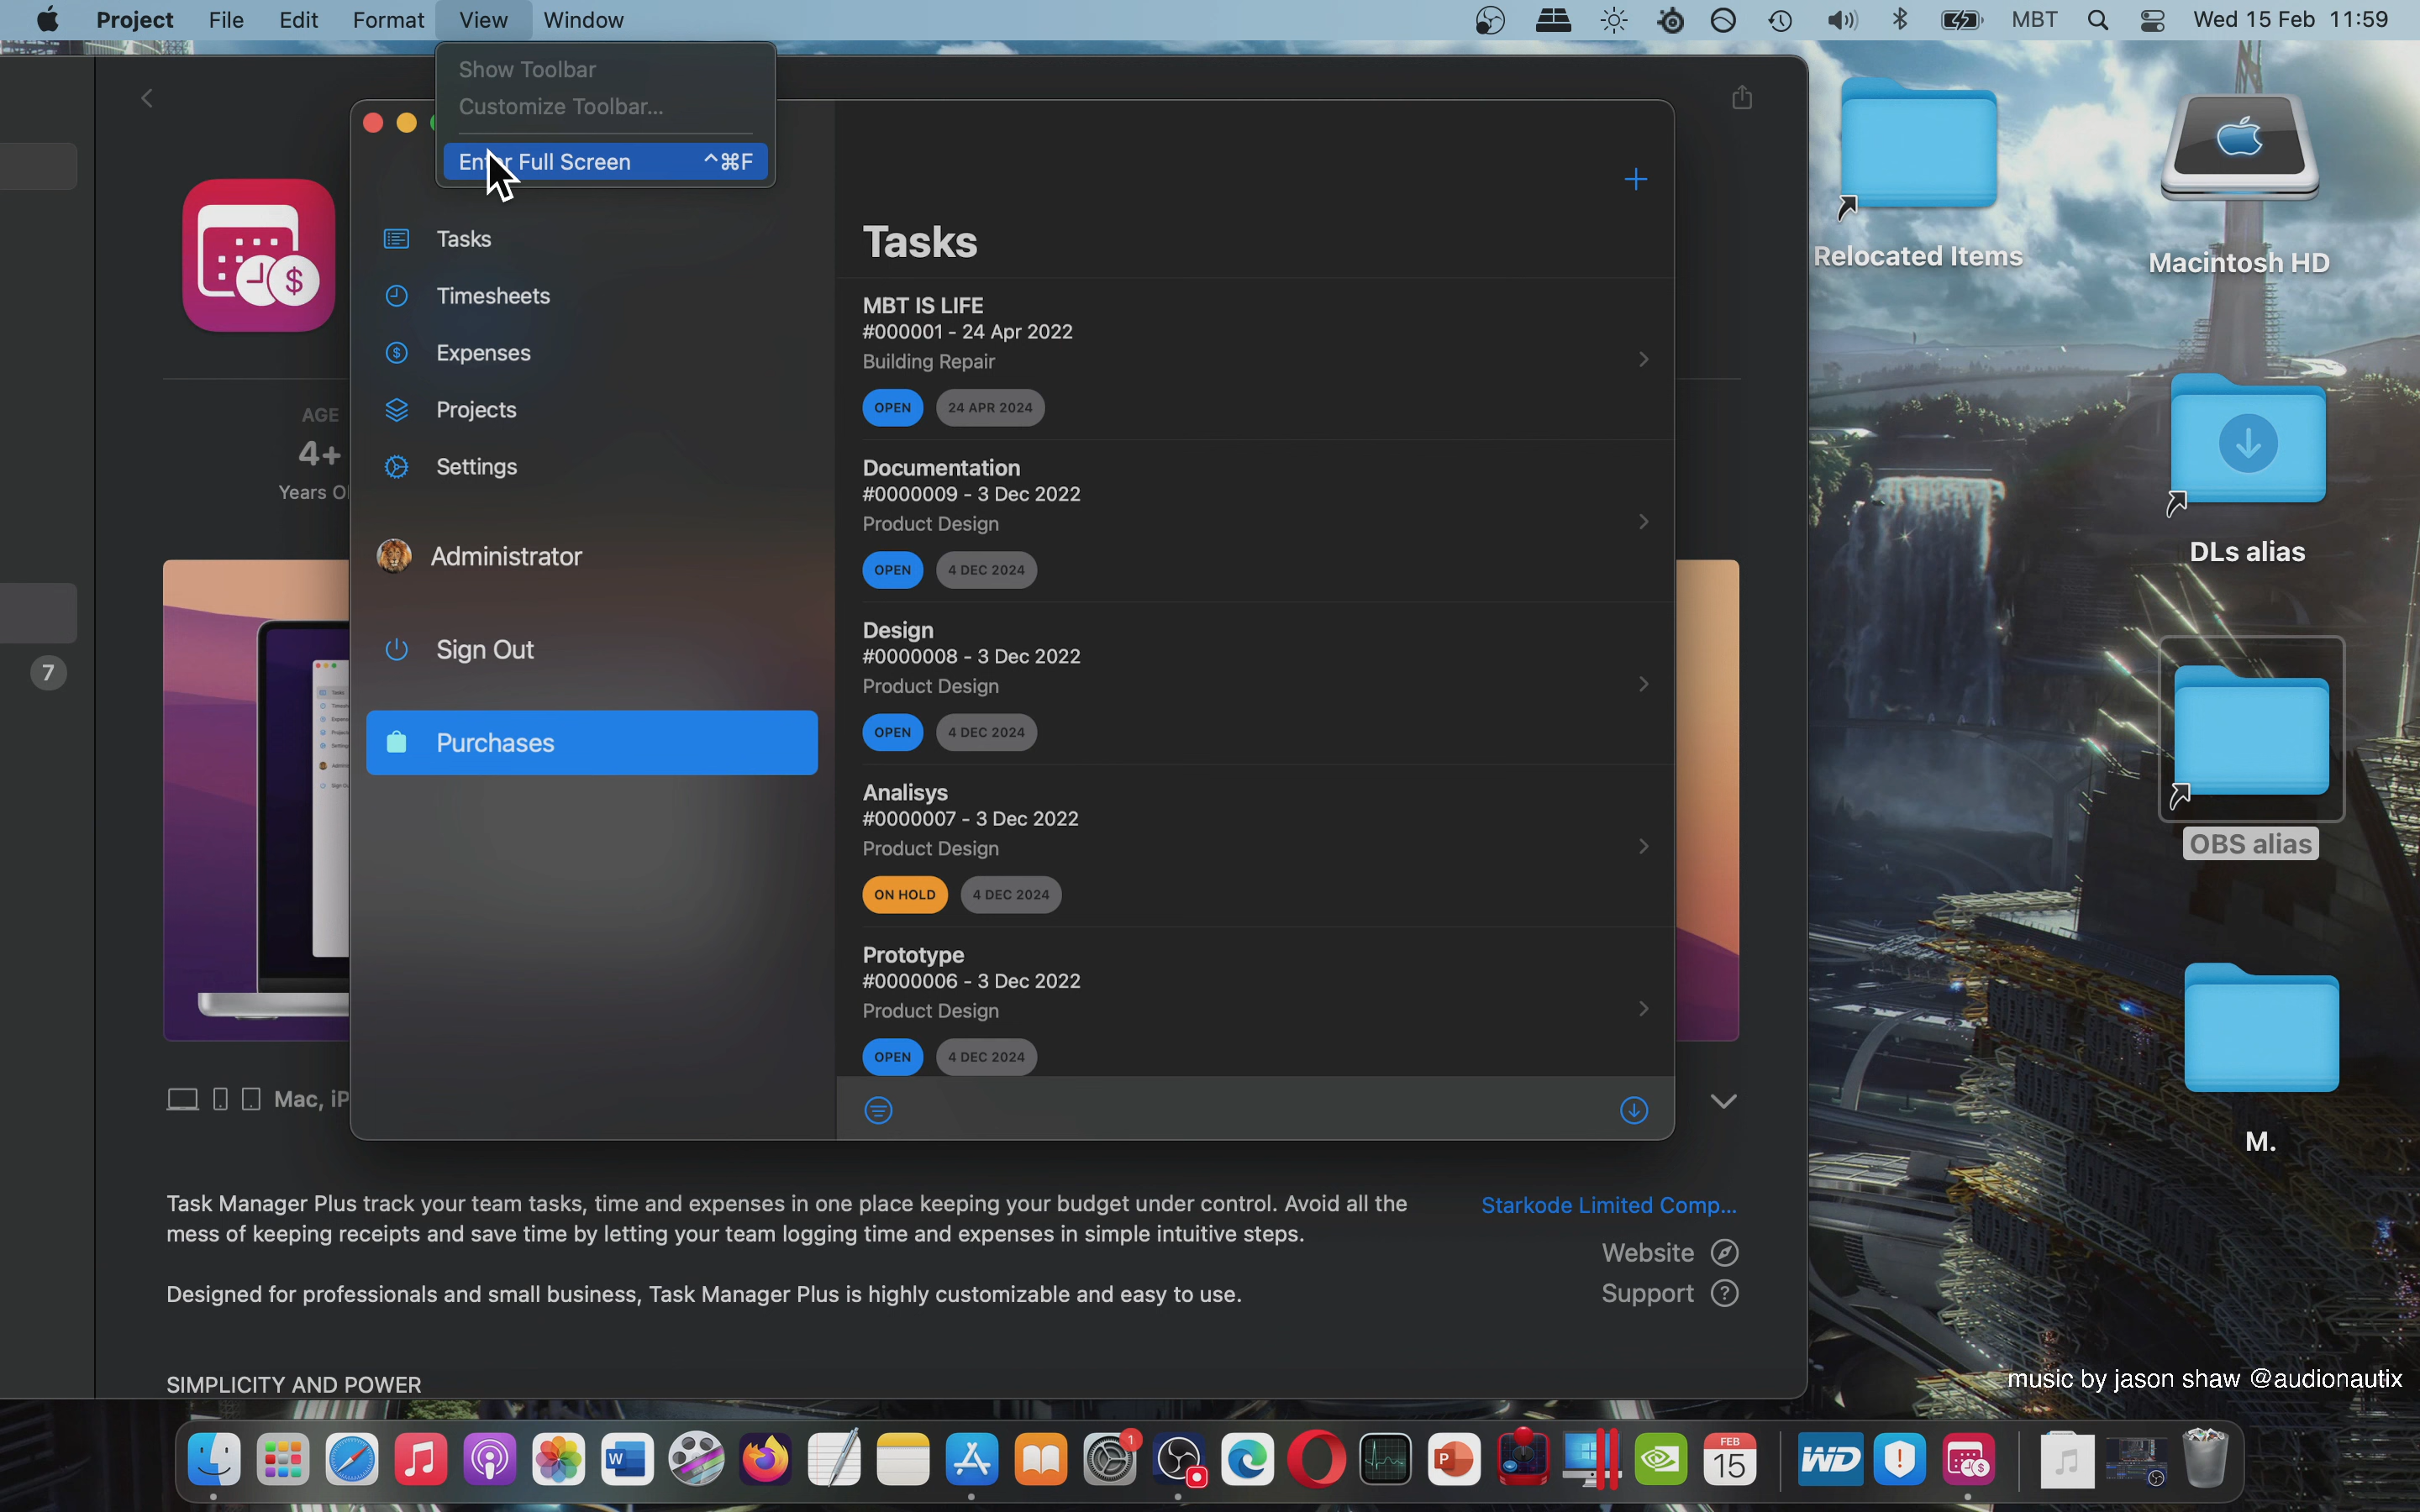 Project File Edit Format View Window MBT Wed 15 Feb 11:59
Show Toolbar
Customize Toolbar...
Enter Full Screen ^⌘F
Tasks
Timesheets
Expenses
Projects
Settings
Administrator
Sign Out
Purchases
Tasks
MBT IS LIFE
#000001 - 24 Apr 2022
Building Repair
OPEN 24 APR 2024
Documentation
#0000009 - 3 Dec 2022
Product Design
OPEN 4 DEC 2024
Design
#0000008 - 3 Dec 2022
Product Design
OPEN 4 DEC 2024
Analisys
#0000007 - 3 Dec 2022
Product Design
ON HOLD 4 DEC 2024
Prototype
#0000006 - 3 Dec 2022
Product Design
OPEN 4 DEC 2024
7
AGE
4+
Years
Mac,
Task Manager Plus track your team tasks, time and expenses in one place keeping your budget under control. Avoid all the
mess of keeping receipts and save time by letting your team logging time and expenses in simple intuitive steps.
Designed for professionals and small business, Task Manager Plus is highly customizable and easy to use.
SIMPLICITY AND POWER
Starkode Limited Comp...
Website
Support
Relocated Items
Macintosh HD
DLs alias
OBS alias
M.
music by jason shaw @audionautix
W
1
P
FEB
15
WD